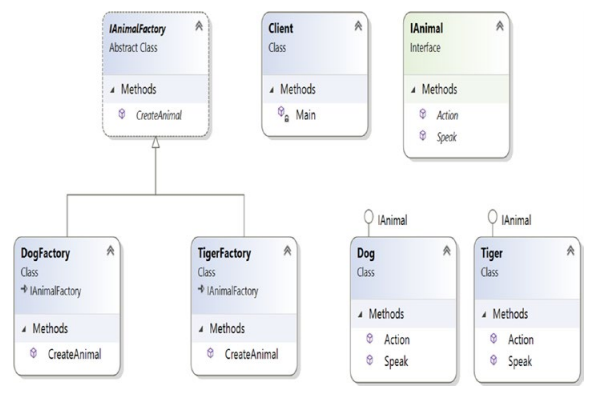 IAnimalFactory
Abstract Class
Methods
CreateAnimal
Client
Class
Methods
Main
IAnimal
Interface
Methods
Action
Speak
DogFactory
Class
IAnimalFactory
Methods
CreateAnimal
TigerFactory
Class
IAnimalFactory
Methods
CreateAnimal
IAnimal
Dog
Class
Methods
Action
Speak
IAnimal
Tiger
Class
Methods
Action
Speak